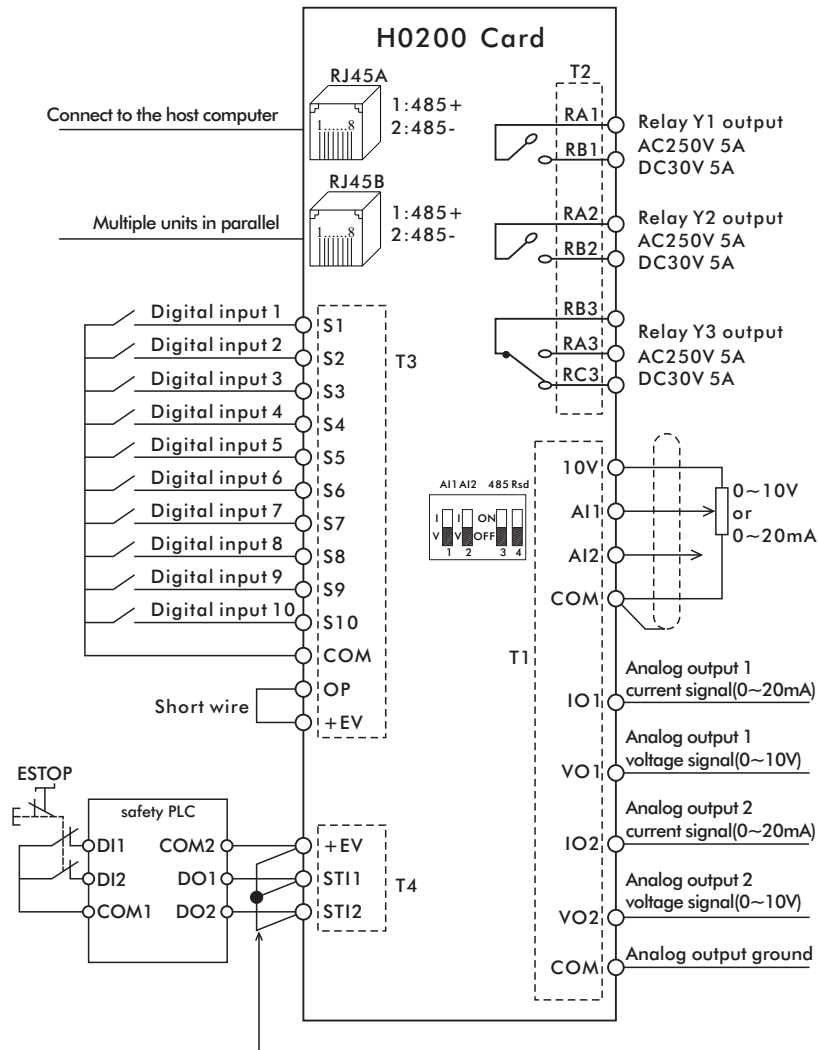 H0200 Card
RJ45A
1:485+
2:485-
1......8
Connect to the host computer
RJ45B
1:485+
2:485-
1......8
Multiple units in parallel
T2
RA1
RB1
Relay Y1 output
AC250V 5A
DC30V 5A
RA2
RB2
Relay Y2 output
AC250V 5A
DC30V 5A
RB3
RA3
RC3
Relay Y3 output
AC250V 5A
DC30V 5A
Digital input 1
S1
Digital input 2
S2
Digital input 3
S3
Digital input 4
S4
Digital input 5
S5
Digital input 6
S6
Digital input 7
S7
Digital input 8
S8
Digital input 9
S9
Digital input 10
S10
COM
OP
+EV
T3
Short wire
AI1 AI2 485 Rsd
I I ON
V V OFF
1 2 3 4
T1
10V
AI1
AI2
COM
0~10V
or
0~20mA
IO1
Analog output 1
current signal(0~20mA)
VO1
Analog output 1
voltage signal(0~10V)
IO2
Analog output 2
current signal(0~20mA)
VO2
Analog output 2
voltage signal(0~10V)
COM
Analog output ground
ESTOP
safety PLC
DI1 COM2
DI2 DO1
COM1 DO2
+EV
STI1
STI2
T4